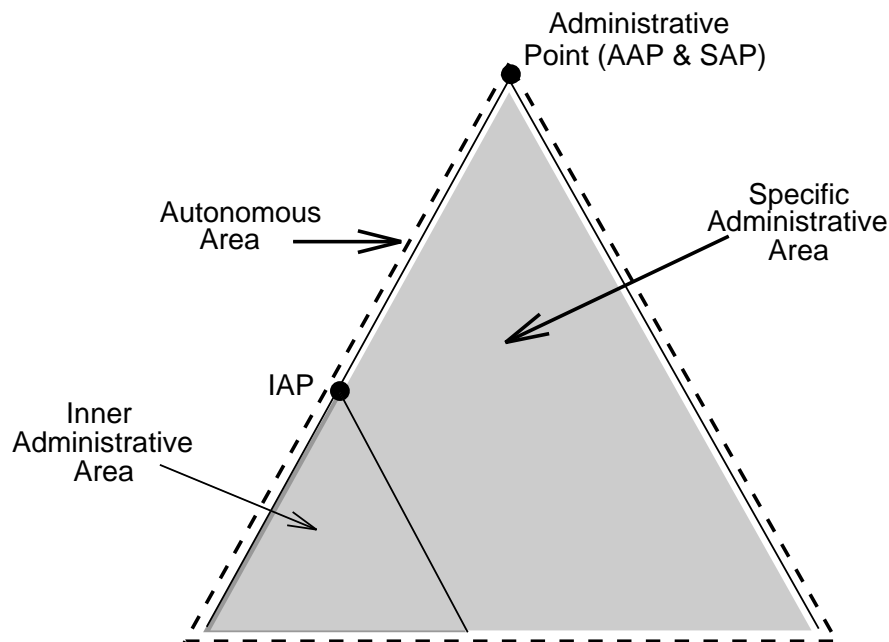 Administrative
Point (AAP & SAP)
Autonomous
Area
Specific
Administrative
Area
IAP
Inner
Administrative
Area